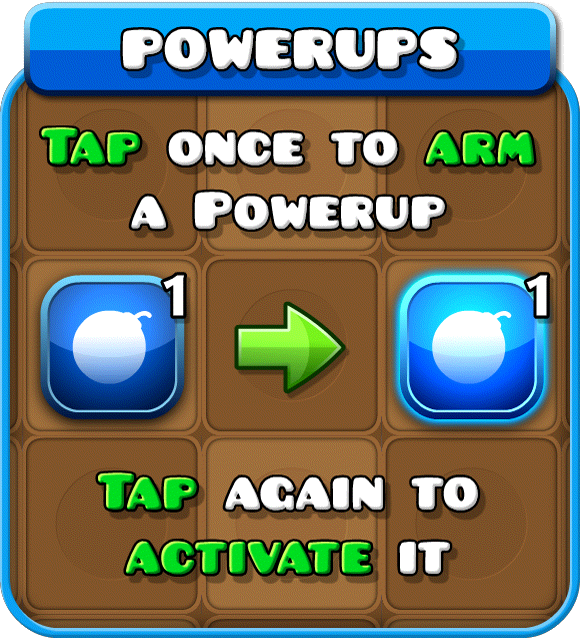 POWERUPS
TAP ONCE TO ARM
A POWERUP
1
1
TAP AGAIN TO
ACTIVATE IT